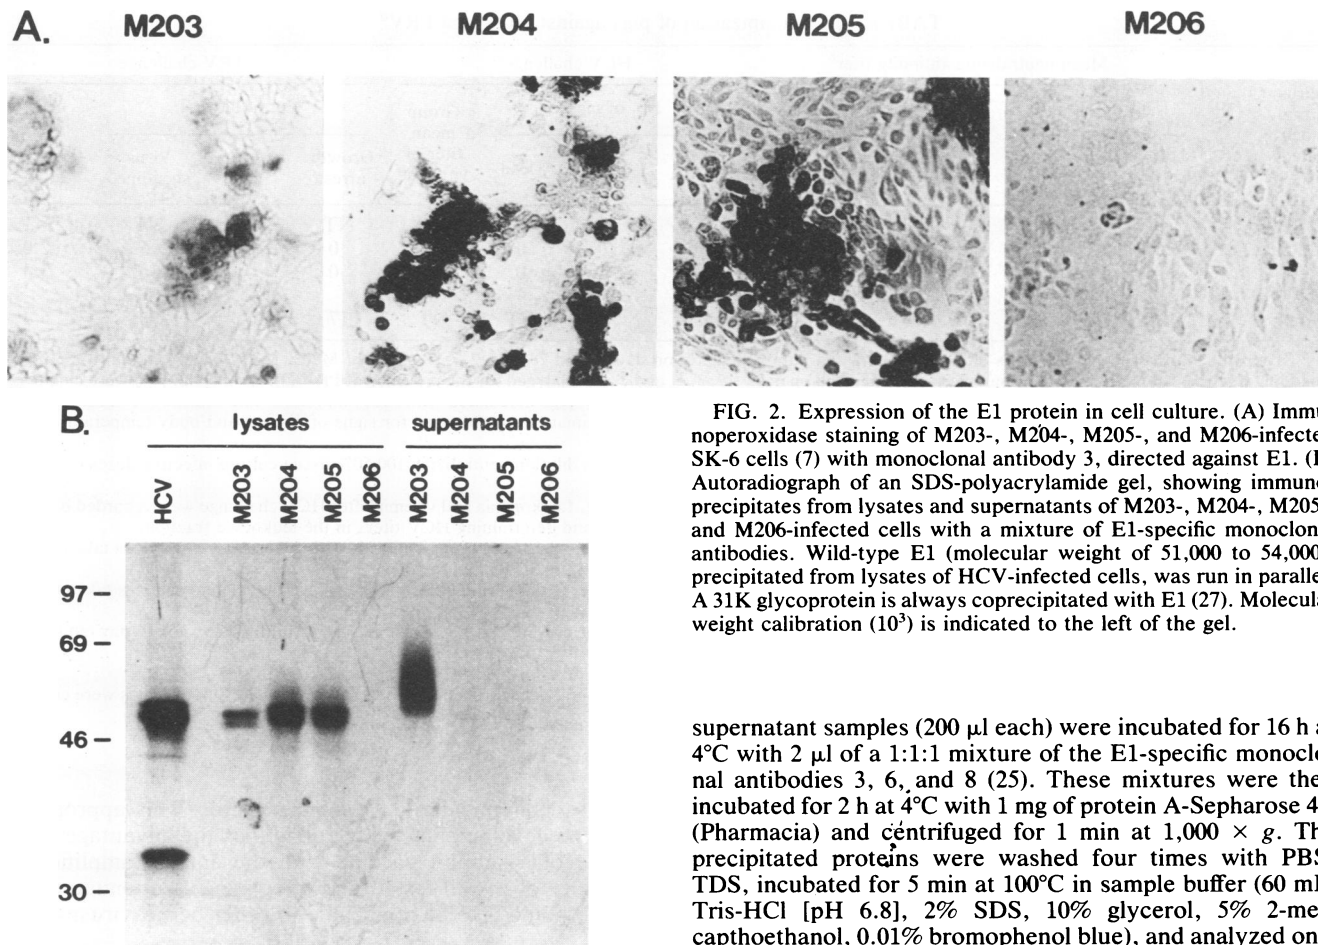 A.
M203 M204 M205 M206
B.
lysates supernatants
HCV M203 M204 M205 M206 M203 M204 M205 M206
97
69
46
30
FIG. 2. Expression of the E1 protein in cell culture. (A) Immu
noperoxidase staining of M203-, M204-, M205-, and M206-infecte
SK-6 cells (7) with monoclonal antibody 3, directed against E1.
Autoradiograph of an SDS-polyacrylamide gel, showing immuno
precipitates from lysates and supernatants of M203-, M204-, M205
and M206-infected cells with a mixture of E1-specific monoclon
antibodies. Wild-type E1 (molecular weight of 51,000 to 54,000
precipitated from lysates of HCV-infected cells, was run in paralle
A 31K glycoprotein is always coprecipitated with E1 (27). Molecul
weight calibration (10³) is indicated to the left of the gel.
supernatant samples (200 μl each) were incubated for 16 h a
4°C with 2 μl of a 1:1:1 mixture of the E1-specific monoclo
nal antibodies 3, 6, and 8 (25). These mixtures were the
incubated for 2 h at 4°C with 1 mg of protein A-Sepharose 4
(Pharmacia) and centrifuged for 1 min at 1,000 × g. Th
precipitated proteins were washed four times with PBS
TDS, incubated for 5 min at 100°C in sample buffer (60 m
Tris-HCl [pH 6.8], 2% SDS, 10% glycerol, 5% 2-me
capthoethanol, 0.01% bromophenol blue), and analyzed on